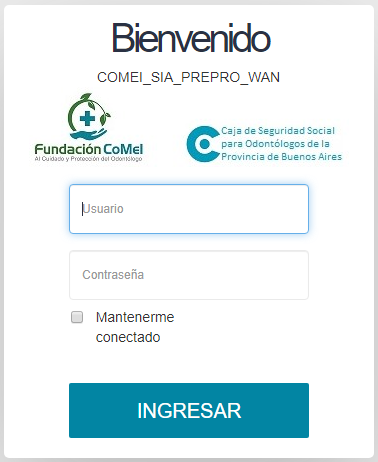 Bienvenido
COMEI_SIA_PREPRO_WAN
Fundación CoMeI
Al Cuidado y Protección del Odontólogo
Caja de Seguridad Social
para Odontólogos de la
Provincia de Buenos Aires
Usuario
Contraseña
Mantenerme
conectado
INGRESAR